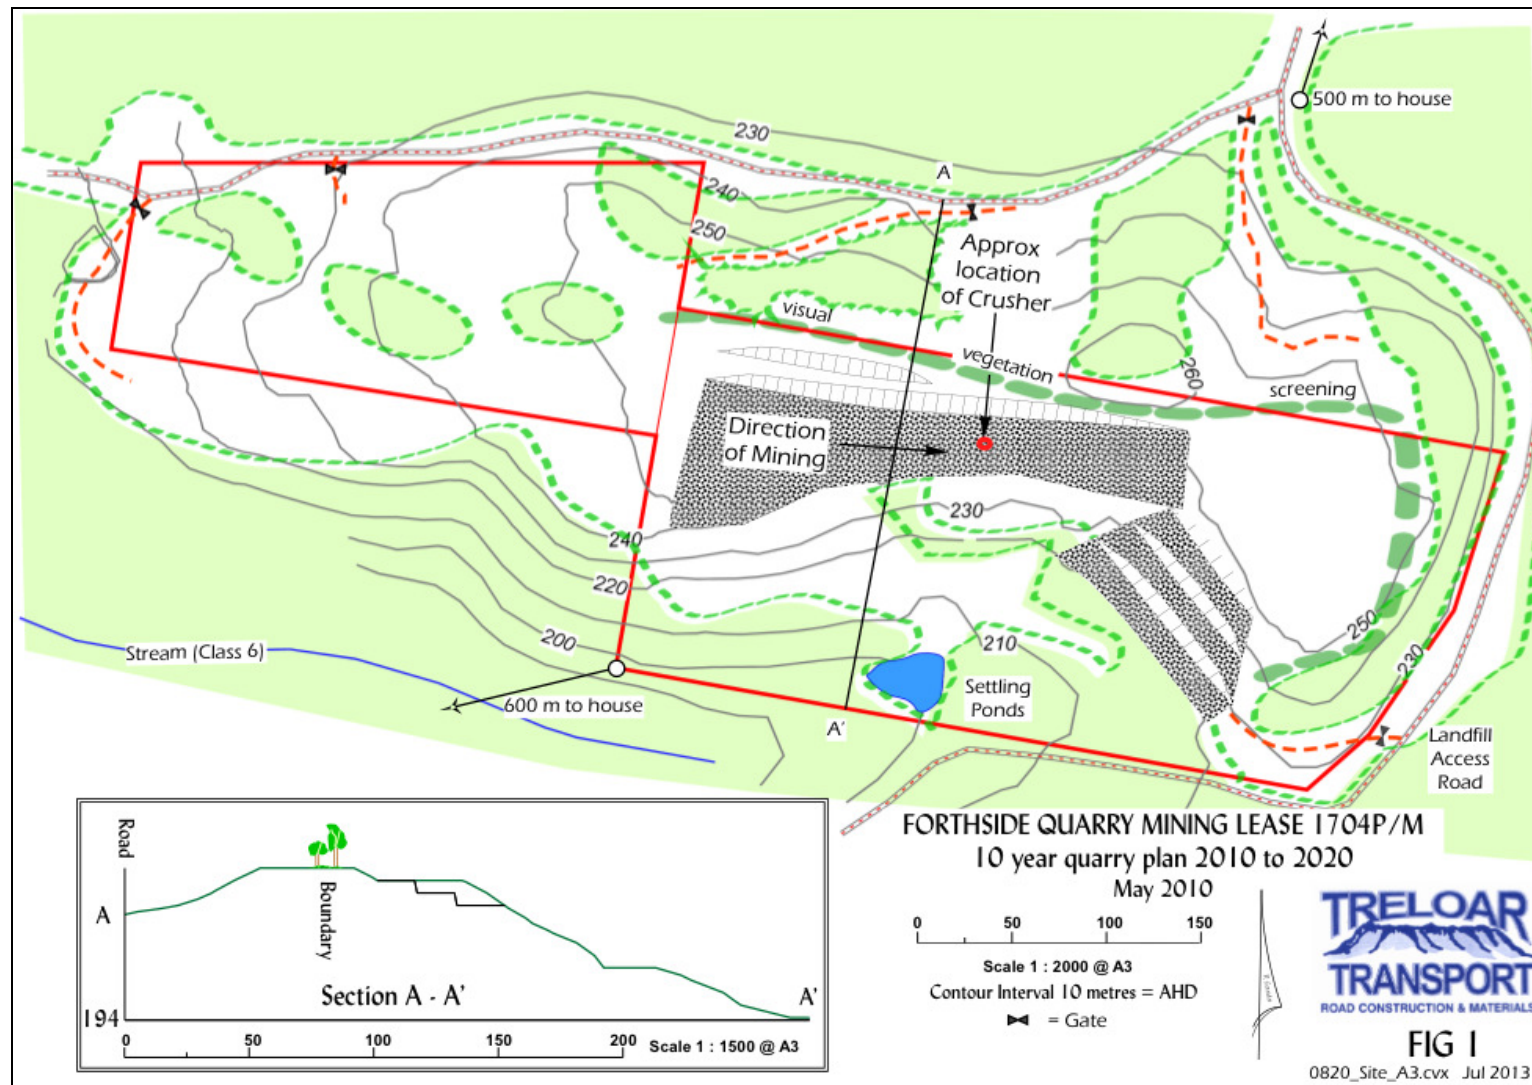 500 m to house
230
A
240
250
Approx
location
of Crusher
visual
vegetation
260
screening
Direction
of Mining
230
240
220
250
200
210
230
Stream (Class 6)
600 m to house
Settling
Ponds
A'
Landfill
Access
Road
Road
A
Boundary
Section A - A'
A'
194
0 50 100 150 200 Scale 1 : 1500 @ A3
FORTHSIDE QUARRY MINING LEASE 1704P/M
10 year quarry plan 2010 to 2020
May 2010
0 50 100 150
Scale 1 : 2000 @ A3
Contour Interval 10 metres = AHD
= Gate
TRELOAR
TRANSPORT
ROAD CONSTRUCTION & MATERIALS
FIG 1
0820_Site_A3.cvx Jul 2013